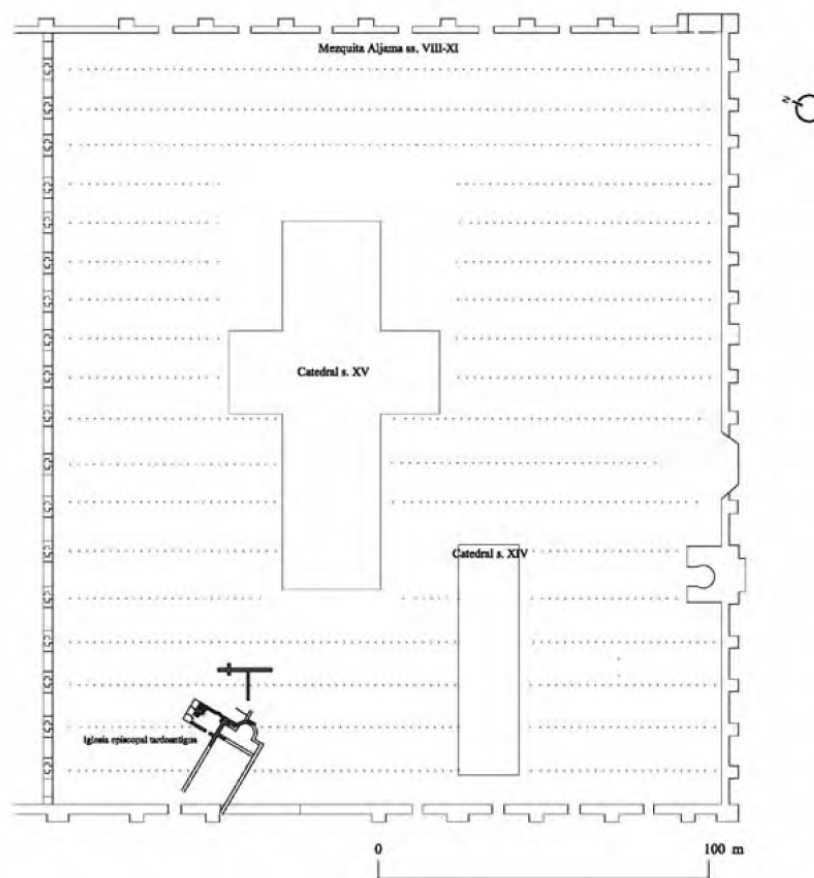 Mezquita Aljama ss. VIII-XI
N
Catedral s. XV
Catedral s. XIV
Iglesia episcopal tardoantigua
0
100 m